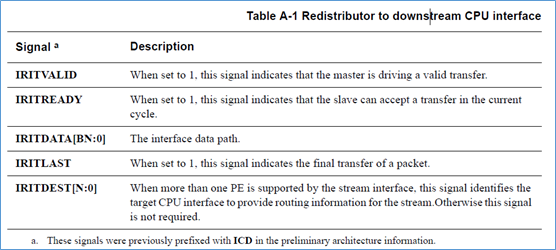 Table A-1 Redistributor to downstream CPU interface
Signal a Description
IRITVALID When set to 1, this signal indicates that the master is driving a valid transfer.
IRITREADY When set to 1, this signal indicates that the slave can accept a transfer in the current
cycle.
IRITDATA[BN:0] The interface data path.
IRITLAST When set to 1, this signal indicates the final transfer of a packet.
IRITDEST[N:0] When more than one PE is supported by the stream interface, this signal identifies the
target CPU interface to provide routing information for the stream.Otherwise this signal
is not required.
a. These signals were previously prefixed with ICD in the preliminary architecture information.